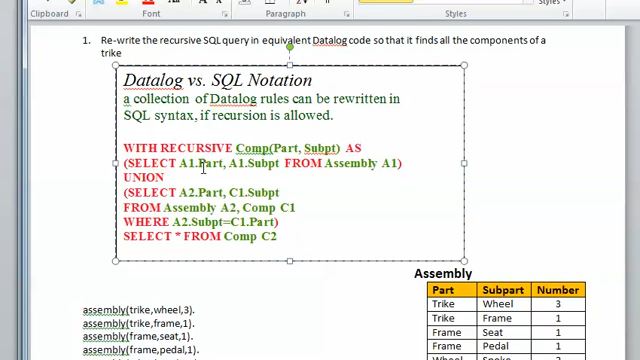 Font
Paragraph
Styles
1. Re-write the recursive SQL query in equivalent Datalog code so that it finds all the components of a
trike
Datalog vs. SQL Notation
a collection of Datalog rules can be rewritten in
SQL syntax, if recursion is allowed.
WITH RECURSIVE Comp(Part, Subpt) AS
(SELECT A1.Part, A1.Subpt FROM Assembly A1)
UNION
(SELECT A2.Part, C1.Subpt
FROM Assembly A2, Comp C1
WHERE A2.Subpt=C1.Part)
SELECT * FROM Comp C2
Assembly
Part Subpart Number
Trike Wheel 3
Trike Frame 1
Frame Seat 1
Frame Pedal 1
assembly(trike,wheel,3).
assembly(trike,frame,1).
assembly(frame,seat,1).
assembly(frame,pedal,1).